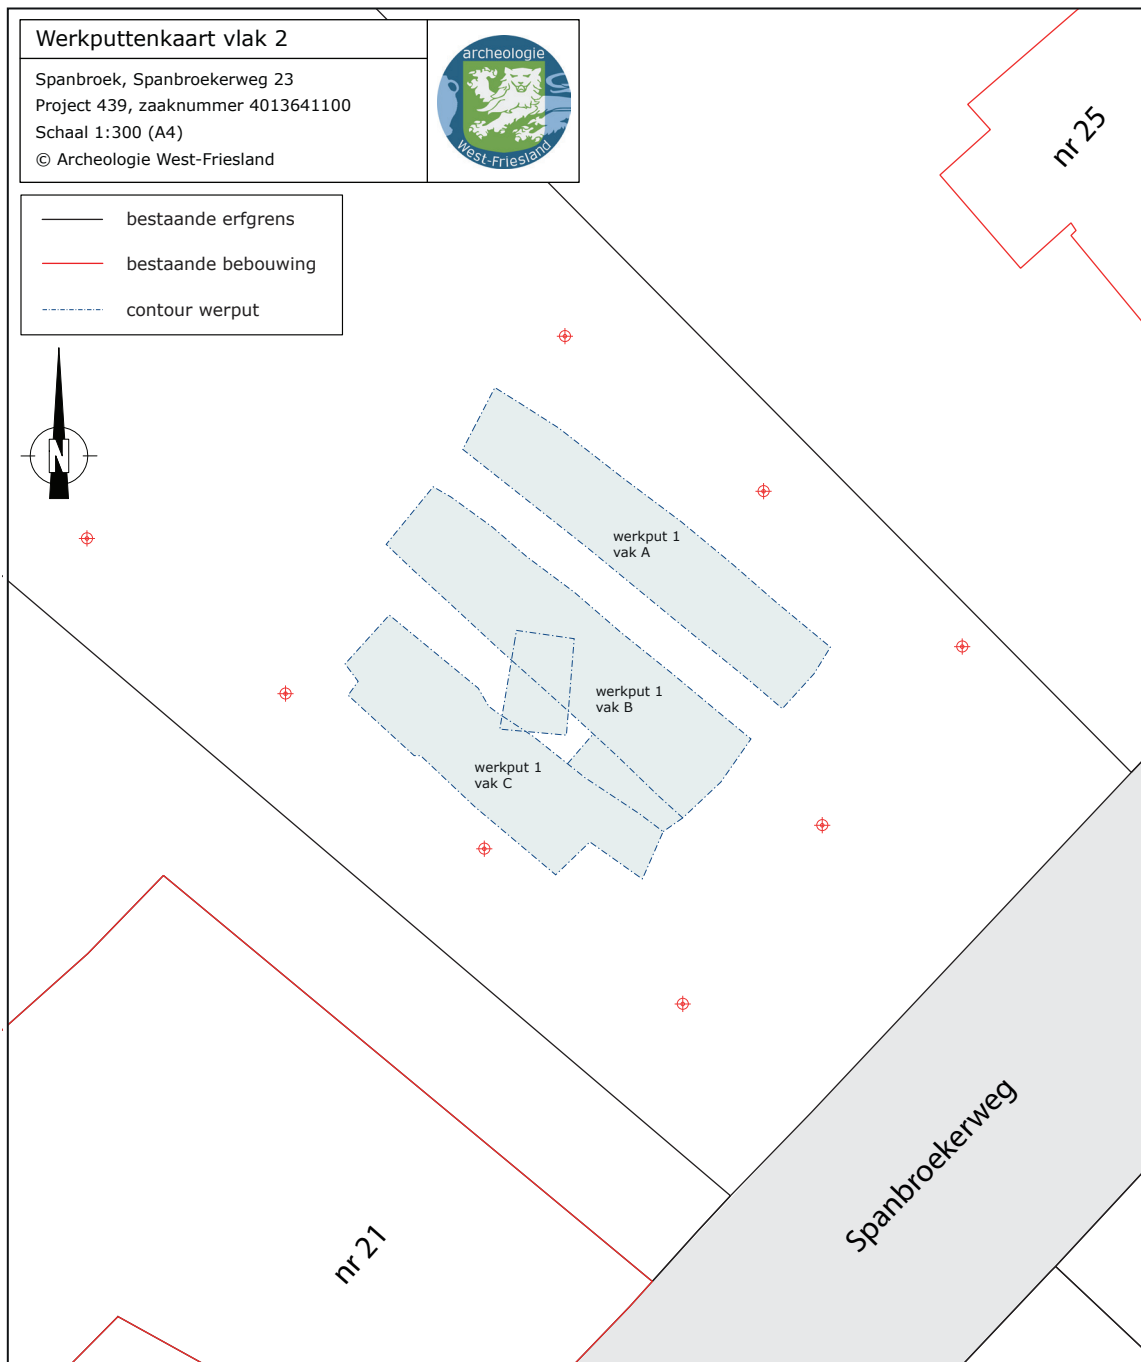 Werkputtenkaart vlak 2
Spanbroek, Spanbroekerweg 23
Project 439, zaaknummer 4013641100
Schaal 1:300 (A4)
© Archeologie West-Friesland
archeologie
West-Friesland
bestaande erfgrens
bestaande bebouwing
contour werput
N
nr 25
werkput 1
vak A
werkput 1
vak B
werkput 1
vak C
Spanbroekerweg
nr 21